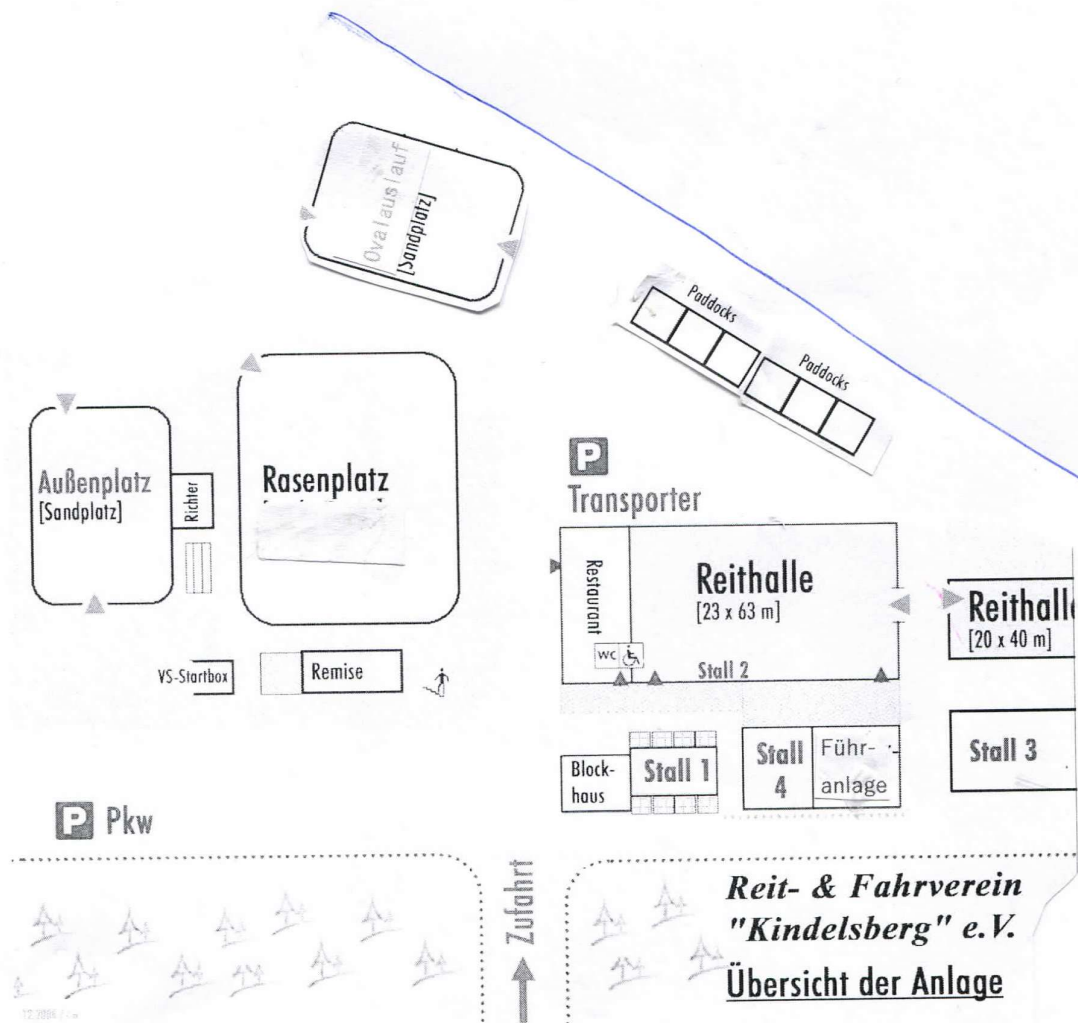 Ovalauslauf
[Sandplatz]
Paddocks
Paddocks
P
Transporter
Außenplatz
[Sandplatz]
Richter
Rasenplatz
Restaurant
Reithalle
[23 x 63 m]
WC
Stall 2
Reithall
[20 x 40 m]
VS-Startbox
Remise
Block-
haus
Stall 1
Stall
4
Führ-
anlage
Stall 3
P Pkw
Zufahrt
Reit- & Fahrverein
"Kindelsberg" e.V.
Übersicht der Anlage